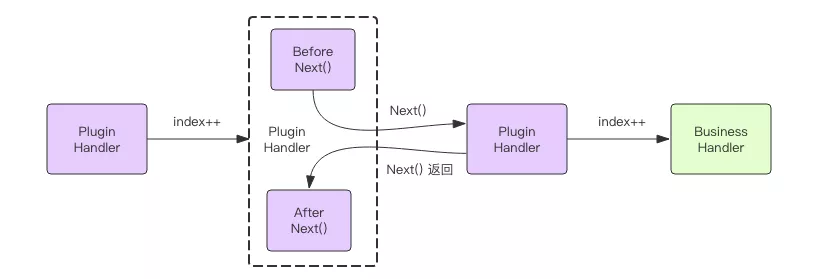 Plugin
Handler
index++
Before
Next()
Plugin
Handler
After
Next()
Next()
Next() 返回
Plugin
Handler
index++
Business
Handler